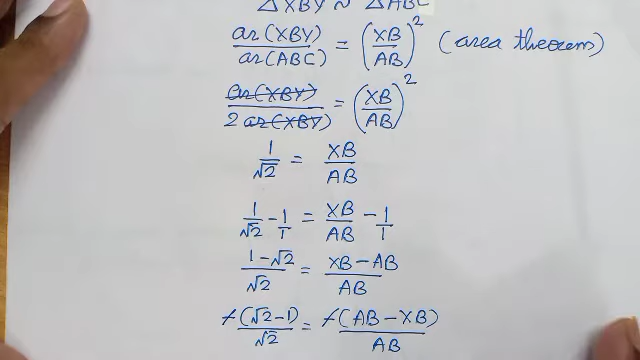 △XBY ~ △ABC
ar(XBY)/ar(ABC) = (XB/AB)² (area theorem)
ar(XBY)/2 ar(XBY) = (XB/AB)²
1/√2 = XB/AB
1/√2 - 1/1 = XB/AB - 1/1
1-√2/√2 = XB-AB/AB
-(√2-1)/√2 = -(AB-XB)/AB